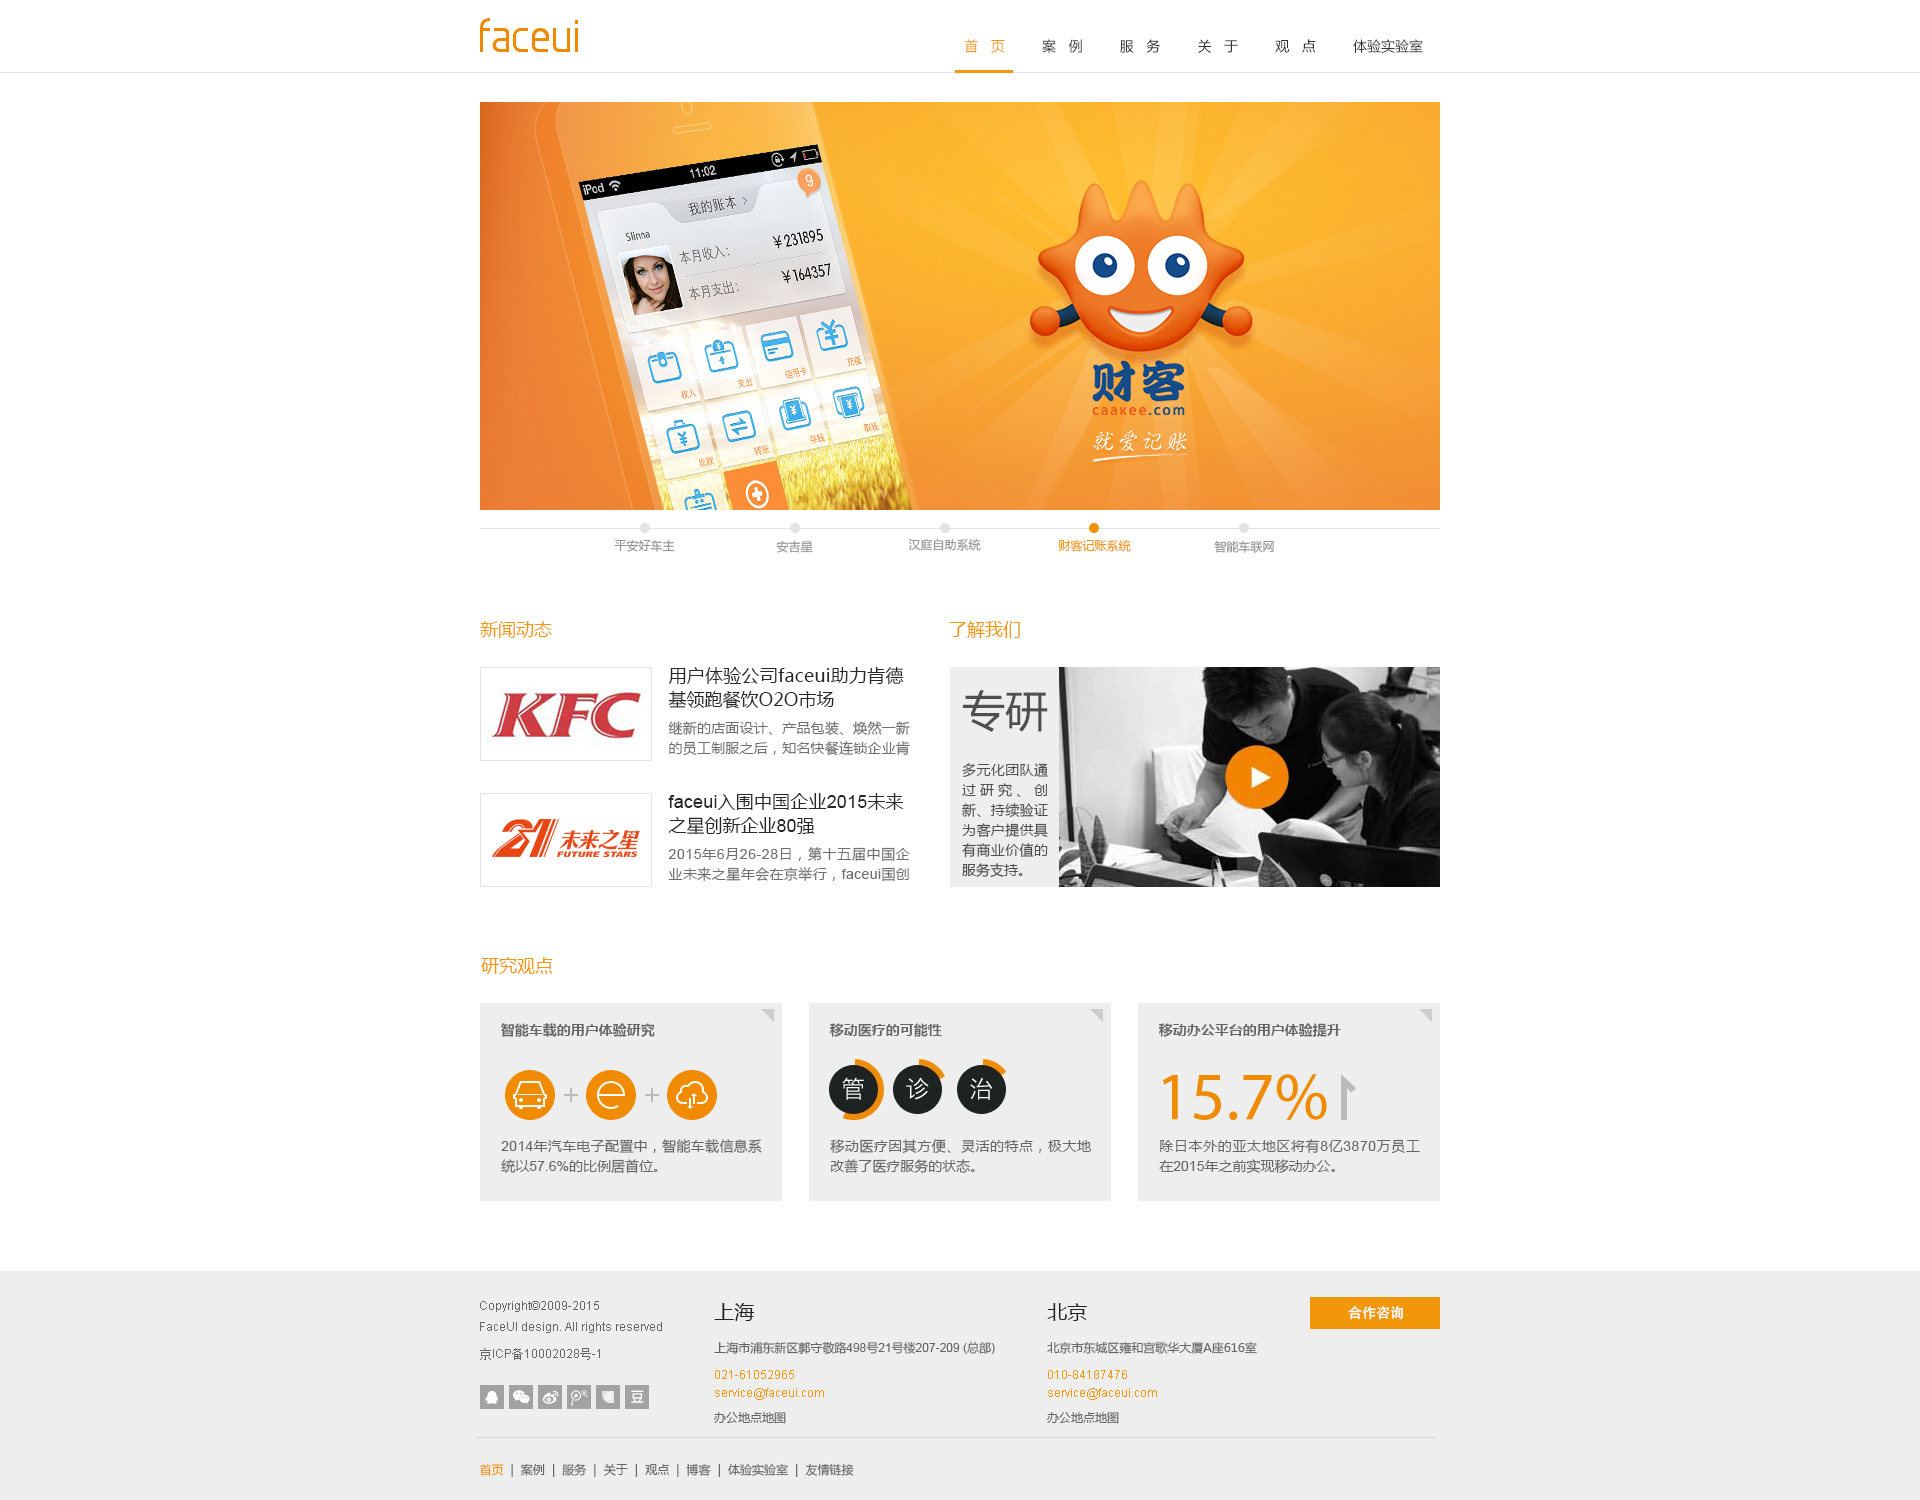 faceui
首 页
案 例
服 务
关 于
观 点
体验实验室
iPod
11:02
9
我的账本
Slinna
本月收入:
¥231895
本月支出:
¥164357
收入
支出
信用卡
充值
收款
转账
存钱
取钱
财客
caakee.com
就爱记账
平安好车主
安吉星
汉庭自助系统
财客记账系统
智能车联网
新闻动态
KFC
用户体验公司faceui助力肯德
基领跑餐饮O2O市场
继新的店面设计、产品包装、焕然一新
的员工制服之后，知名快餐连锁企业肯
21 未来之星
FUTURE STARS
faceui入围中国企业2015未来
之星创新企业80强
2015年6月26-28日，第十五届中国企
业未来之星年会在京举行，faceui国创
了解我们
专研
多元化团队通
过研究、创
新、持续验证
为客户提供具
有商业价值的
服务支持。
研究观点
智能车载的用户体验研究
+ e +
2014年汽车电子配置中，智能车载信息系
统以57.6%的比例居首位。
移动医疗的可能性
管 诊 治
移动医疗因其方便、灵活的特点，极大地
改善了医疗服务的状态。
移动办公平台的用户体验提升
15.7%
除日本外的亚太地区将有8亿3870万员工
在2015年之前实现移动办公。
Copyright©2009-2015
FaceUI design. All rights reserved
京ICP备10002028号-1
豆
上海
上海市浦东新区郭守敬路498号21号楼207-209 (总部)
021-61052965
service@faceui.com
办公地点地图
北京
北京市东城区雍和宫歌华大厦A座616室
010-84187476
service@faceui.com
办公地点地图
合作咨询
首页 | 案例 | 服务 | 关于 | 观点 | 博客 | 体验实验室 | 友情链接